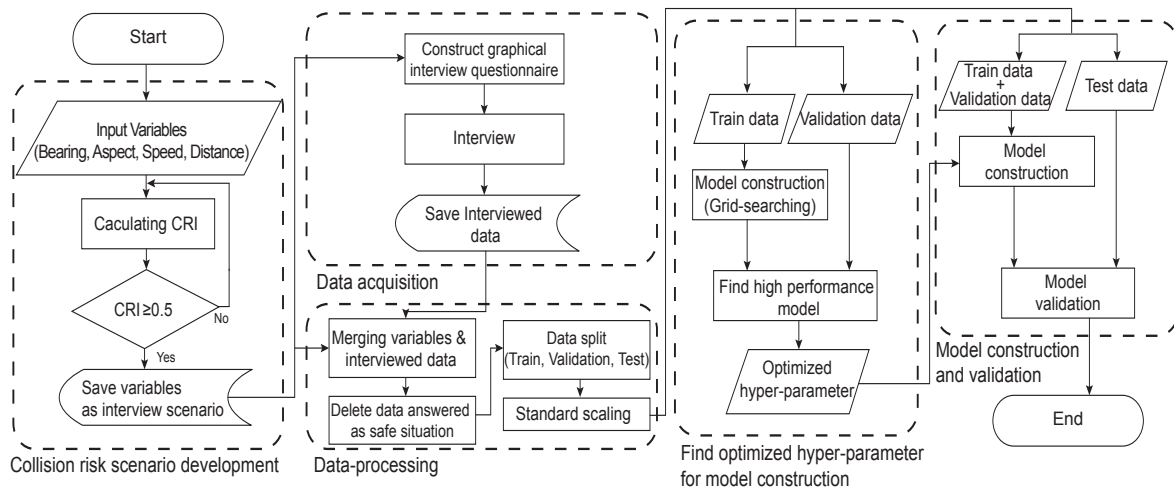 Start
Input Variables
(Bearing, Aspect, Speed, Distance)
Caculating CRI
CRI≥0.5
No
Yes
Save variables
as interview scenario
Collision risk scenario development
Construct graphical
interview questionnaire
Interview
Save Interviewed
data
Data acquisition
Merging variables &
interviewed data
Delete data answered
as safe situation
Data split
(Train, Validation, Test)
Standard scaling
Data-processing
Train data
Validation data
Model construction
(Grid-searching)
Find high performance
model
Optimized
hyper-parameter
Find optimized hyper-parameter
for model construction
Train data
+
Validation data
Test data
Model
construction
Model
validation
Model construction
and validation
End